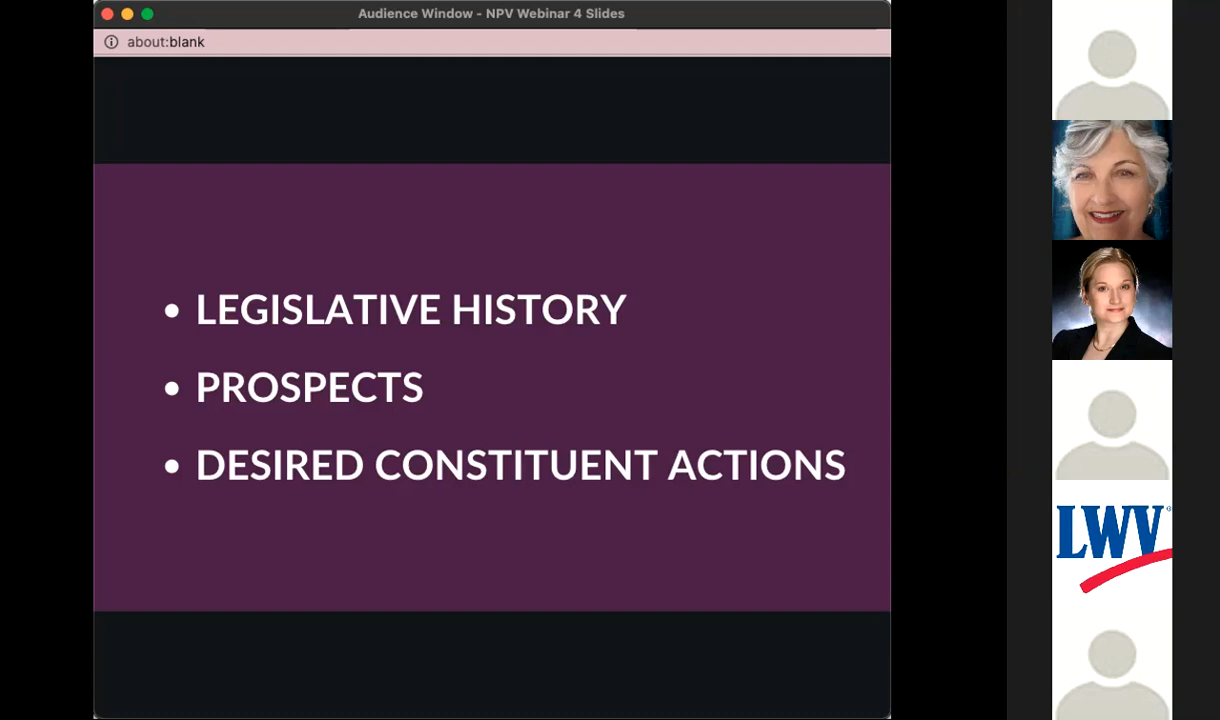 Audience Window - NPV Webinar 4 Slides
about:blank
• LEGISLATIVE HISTORY
• PROSPECTS
• DESIRED CONSTITUENT ACTIONS
LWV®